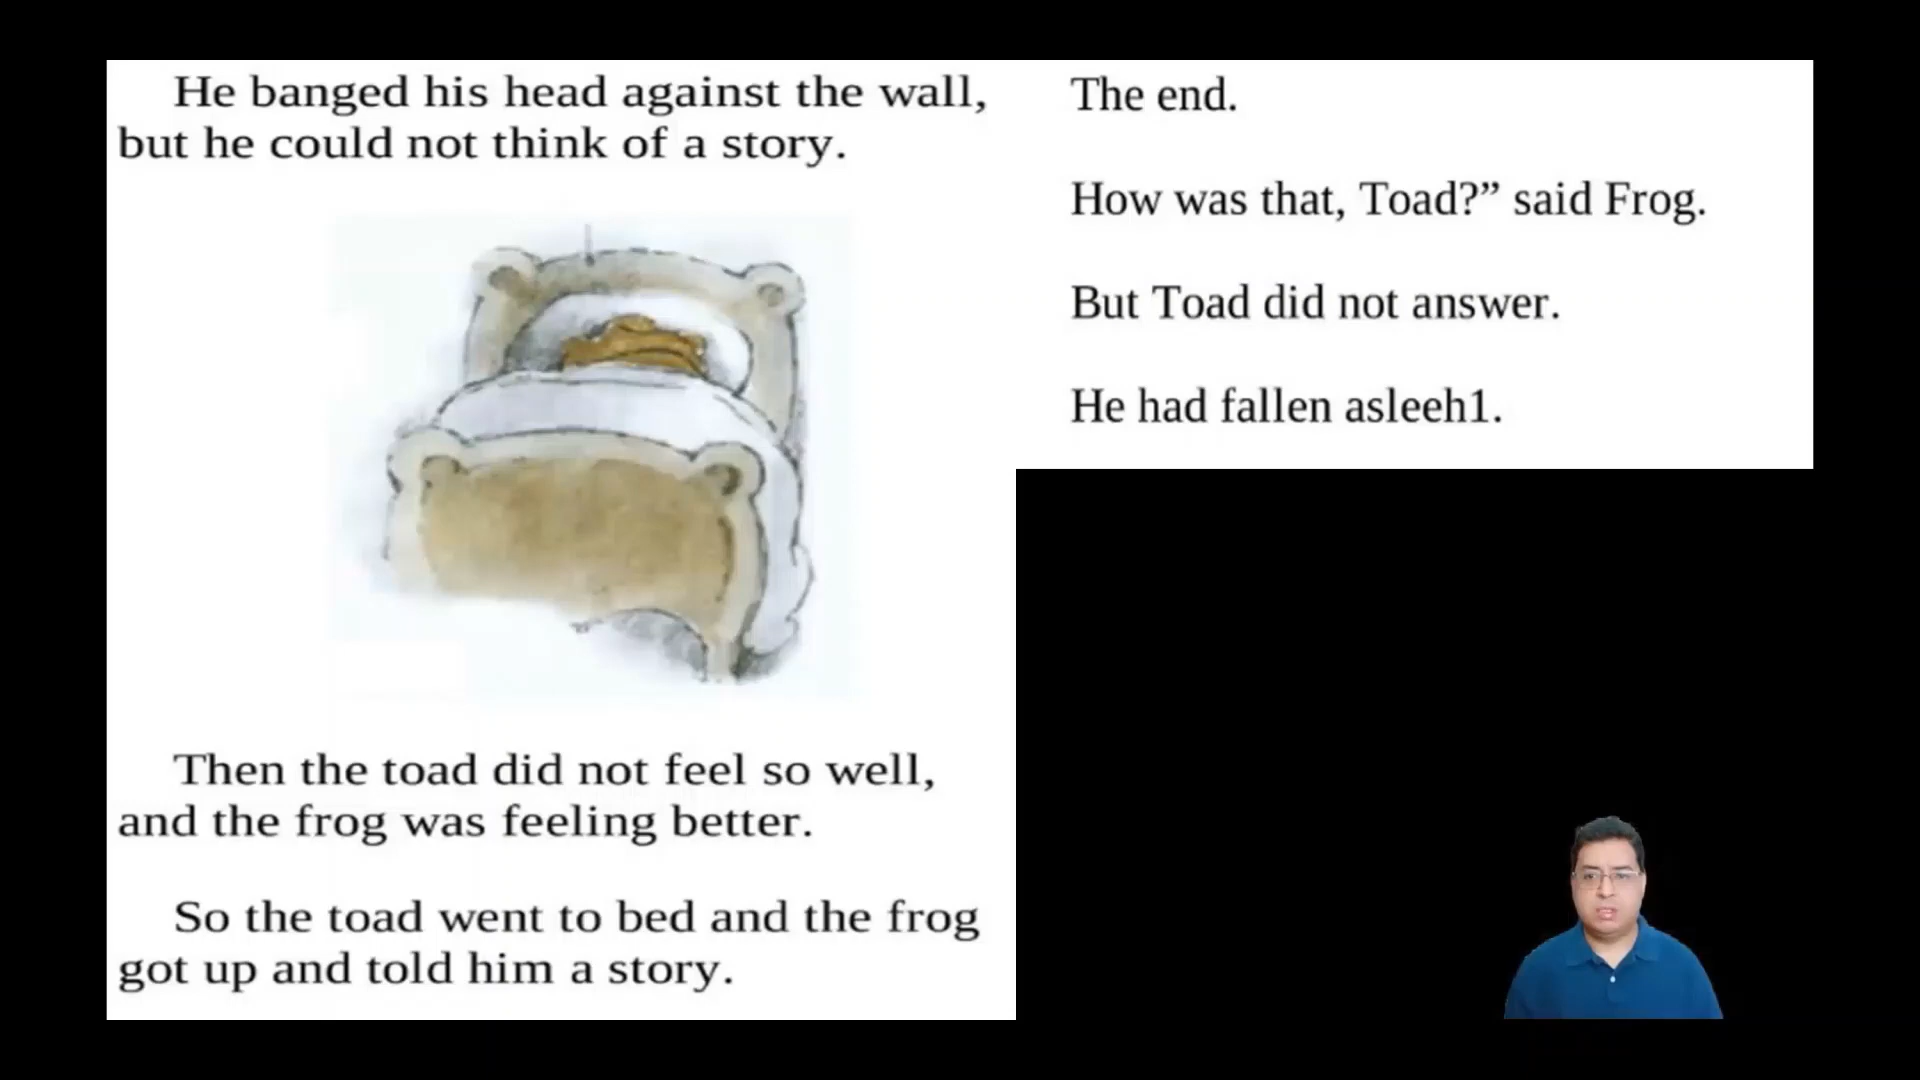 He banged his head against the wall,
but he could not think of a story.
Then the toad did not feel so well,
and the frog was feeling better.
So the toad went to bed and the frog
got up and told him a story.
The end.
How was that, Toad?” said Frog.
But Toad did not answer.
He had fallen asleeh1.